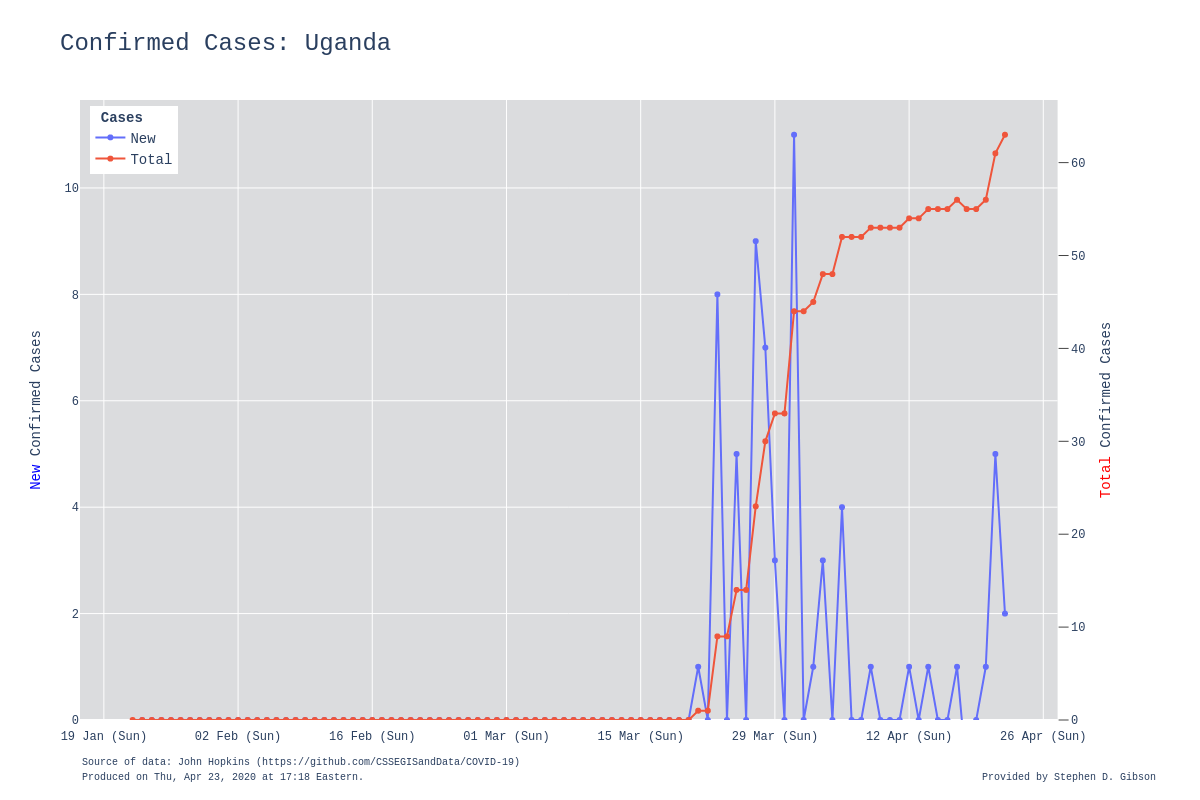 Confirmed Cases: Uganda
Cases
New
Total
10
8
6
4
2
0
60
50
40
30
20
10
0
New Confirmed Cases
Total Confirmed Cases
19 Jan (Sun)
02 Feb (Sun)
16 Feb (Sun)
01 Mar (Sun)
15 Mar (Sun)
29 Mar (Sun)
12 Apr (Sun)
26 Apr (Sun)
Source of data: John Hopkins (https://github.com/CSSEGISandData/COVID-19)
Produced on Thu, Apr 23, 2020 at 17:18 Eastern.
Provided by Stephen D. Gibson